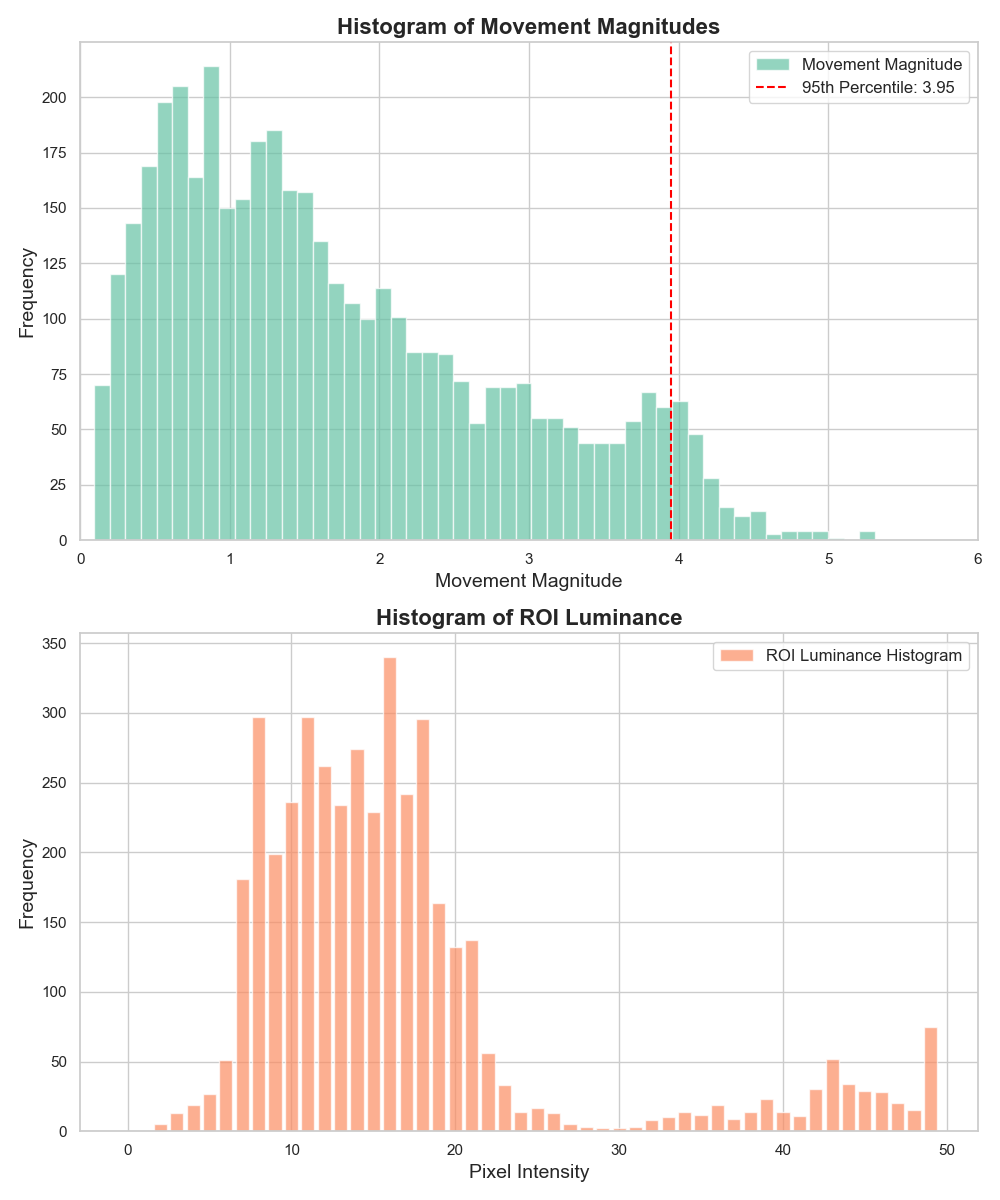 Histogram of Movement Magnitudes
Movement Magnitude
95th Percentile: 3.95
Frequency
200
175
150
125
100
75
50
25
0
0 1 2 3 4 5 6
Movement Magnitude
Histogram of ROI Luminance
ROI Luminance Histogram
Frequency
350
300
250
200
150
100
50
0
0 10 20 30 40 50
Pixel Intensity